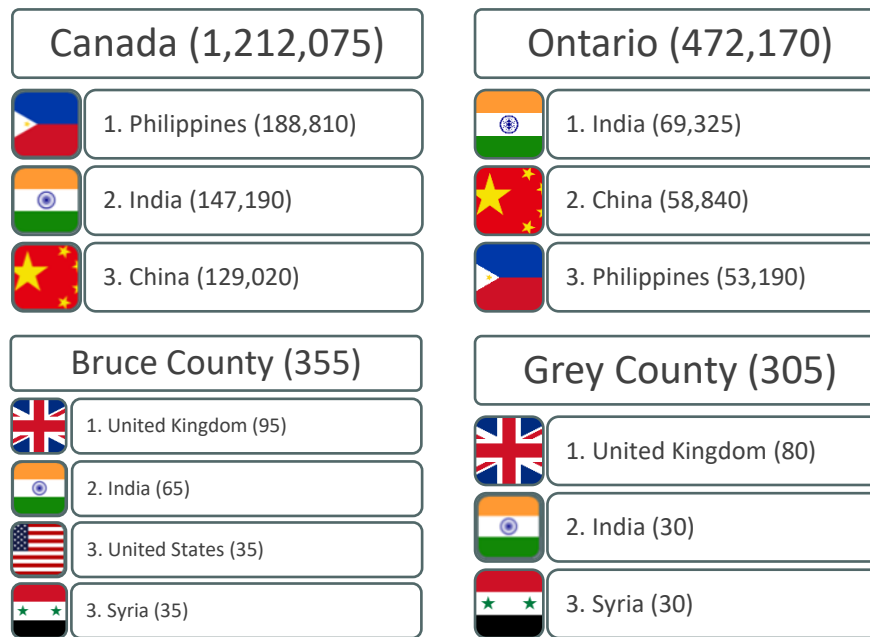 Canada (1,212,075)
1. Philippines (188,810)
2. India (147,190)
3. China (129,020)
Ontario (472,170)
1. India (69,325)
2. China (58,840)
3. Philippines (53,190)
Bruce County (355)
1. United Kingdom (95)
2. India (65)
3. United States (35)
3. Syria (35)
Grey County (305)
1. United Kingdom (80)
2. India (30)
3. Syria (30)